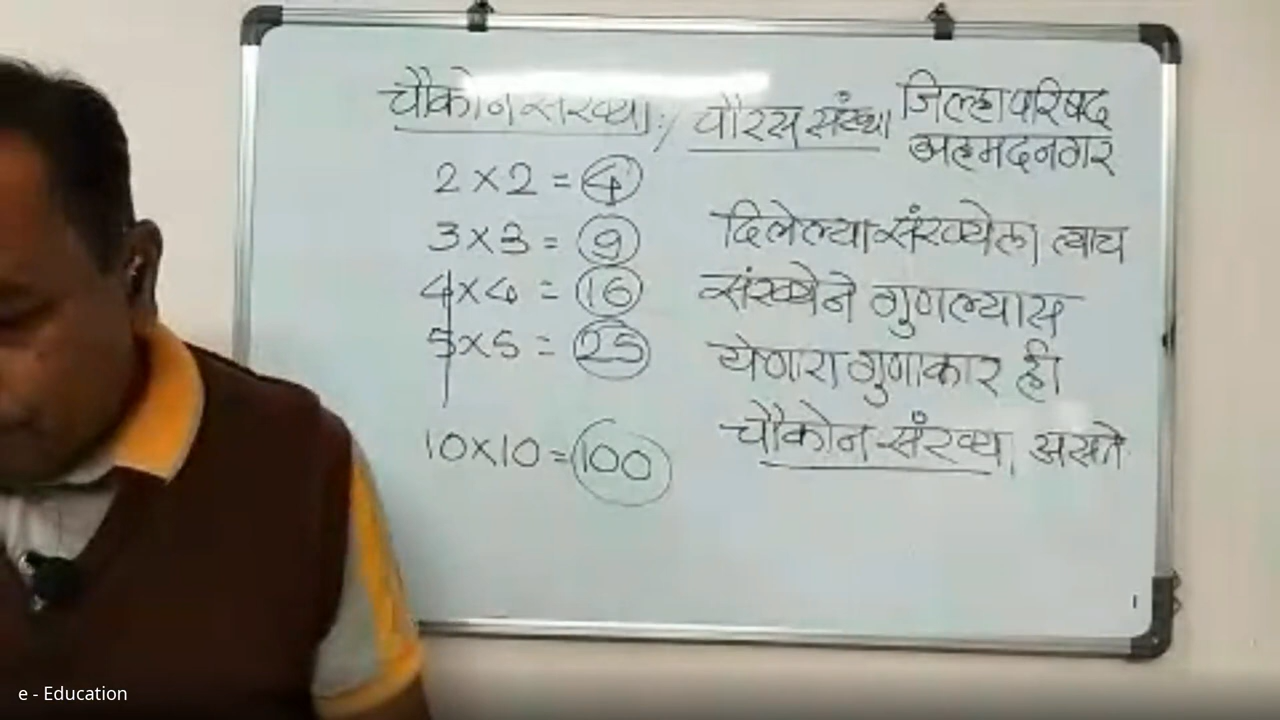 चौकोन संख्या :/ चौरस संख्या
जिल्हा परिषद
अहमदनगर
2 × 2 = 4
3 × 3 = 9
4 × 4 = 16
5 × 5 = 25
10 × 10 = 100
दिलेल्या संख्येला त्याच
संख्येने गुणल्यास
येणारा गुणाकार ही
चौकोन संख्या असते
e - Education